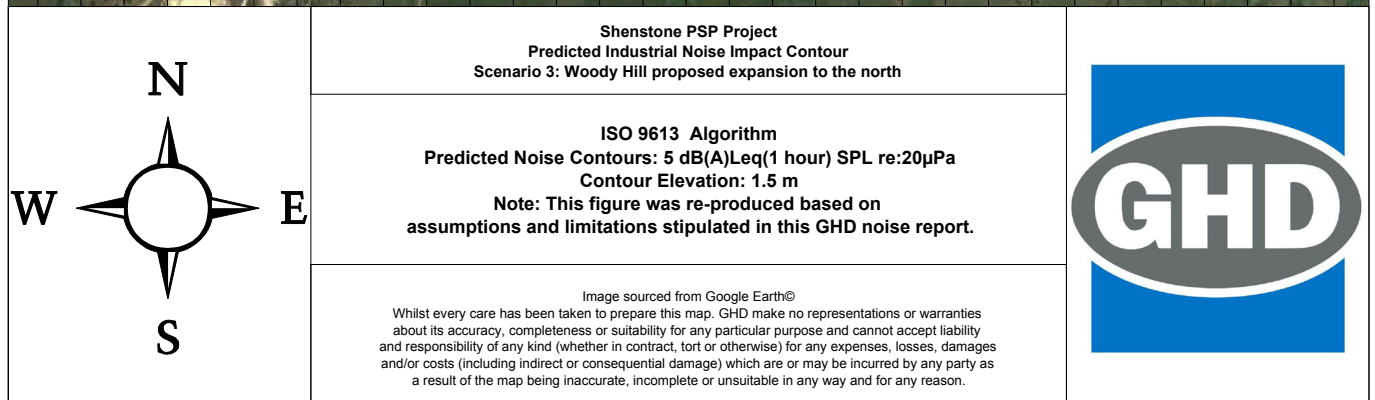 N
W
E
S
Shenstone PSP Project
Predicted Industrial Noise Impact Contour
Scenario 3: Woody Hill proposed expansion to the north
ISO 9613 Algorithm
Predicted Noise Contours: 5 dB(A)Leq(1 hour) SPL re:20µPa
Contour Elevation: 1.5 m
Note: This figure was re-produced based on
assumptions and limitations stipulated in this GHD noise report.
Image sourced from Google Earth©
Whilst every care has been taken to prepare this map. GHD make no representations or warranties
about its accuracy, completeness or suitability for any particular purpose and cannot accept liability
and responsibility of any kind (whether in contract, tort or otherwise) for any expenses, losses, damages
and/or costs (including indirect or consequential damage) which are or may be incurred by any party as
a result of the map being inaccurate, incomplete or unsuitable in any way and for any reason.
GHD